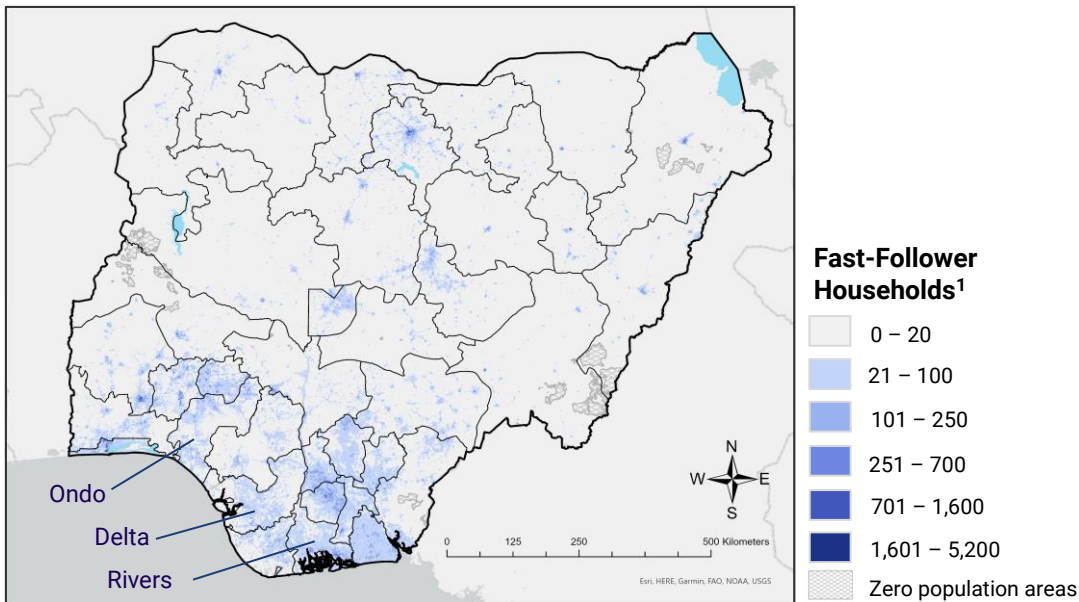 Ondo
Delta
Rivers
N
W
E
S
0 125 250 500 Kilometers
Esri, HERE, Garmin, FAO, NOAA, USGS
Fast-Follower
Households¹
0 – 20
21 – 100
101 – 250
251 – 700
701 – 1,600
1,601 – 5,200
Zero population areas